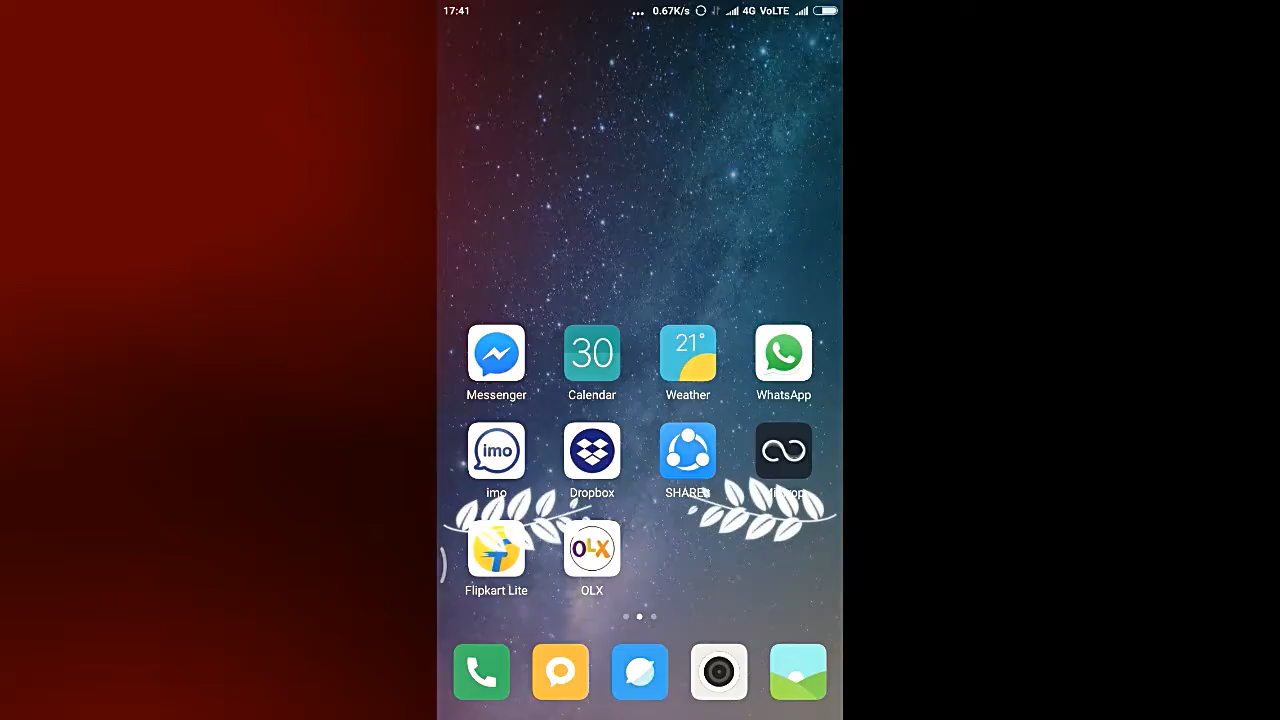 17:41 ... 0.67K/s 4G VoLTE
21°
30
Messenger Calendar Weather WhatsApp
imo
imo Dropbox
OLX
Flipkart Lite OLX